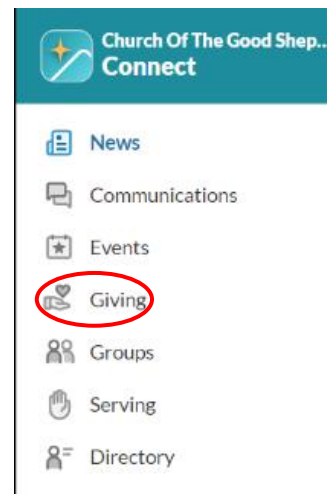 Church Of The Good Shep...
Connect
News
Communications
Events
Giving
Groups
Serving
Directory